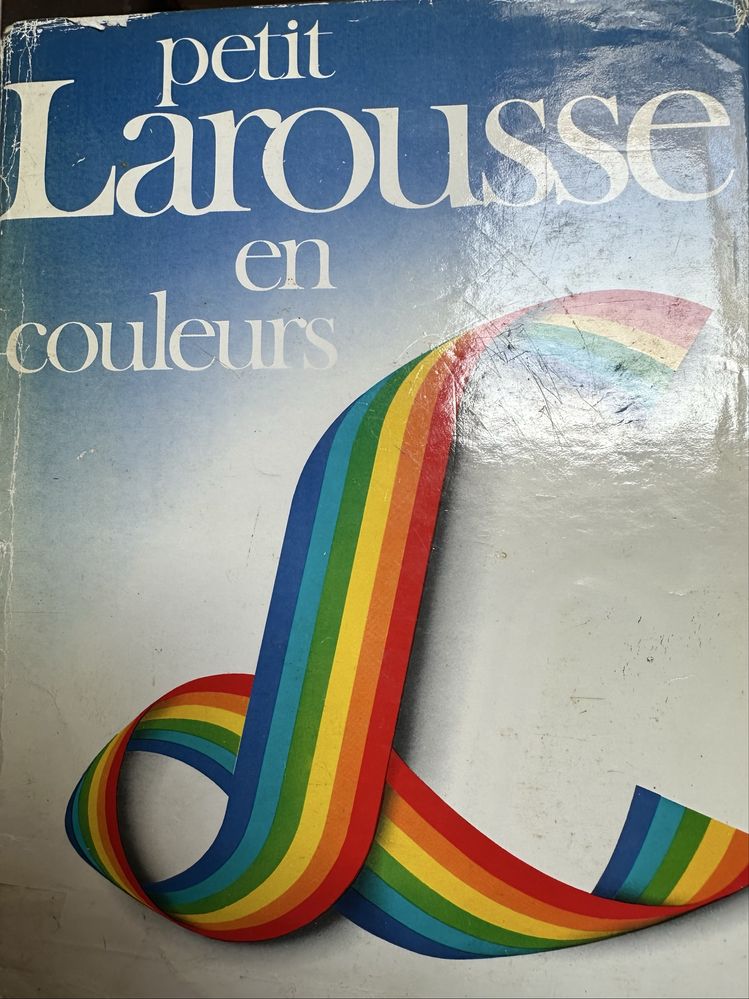 petit
Larousse
en
couleurs